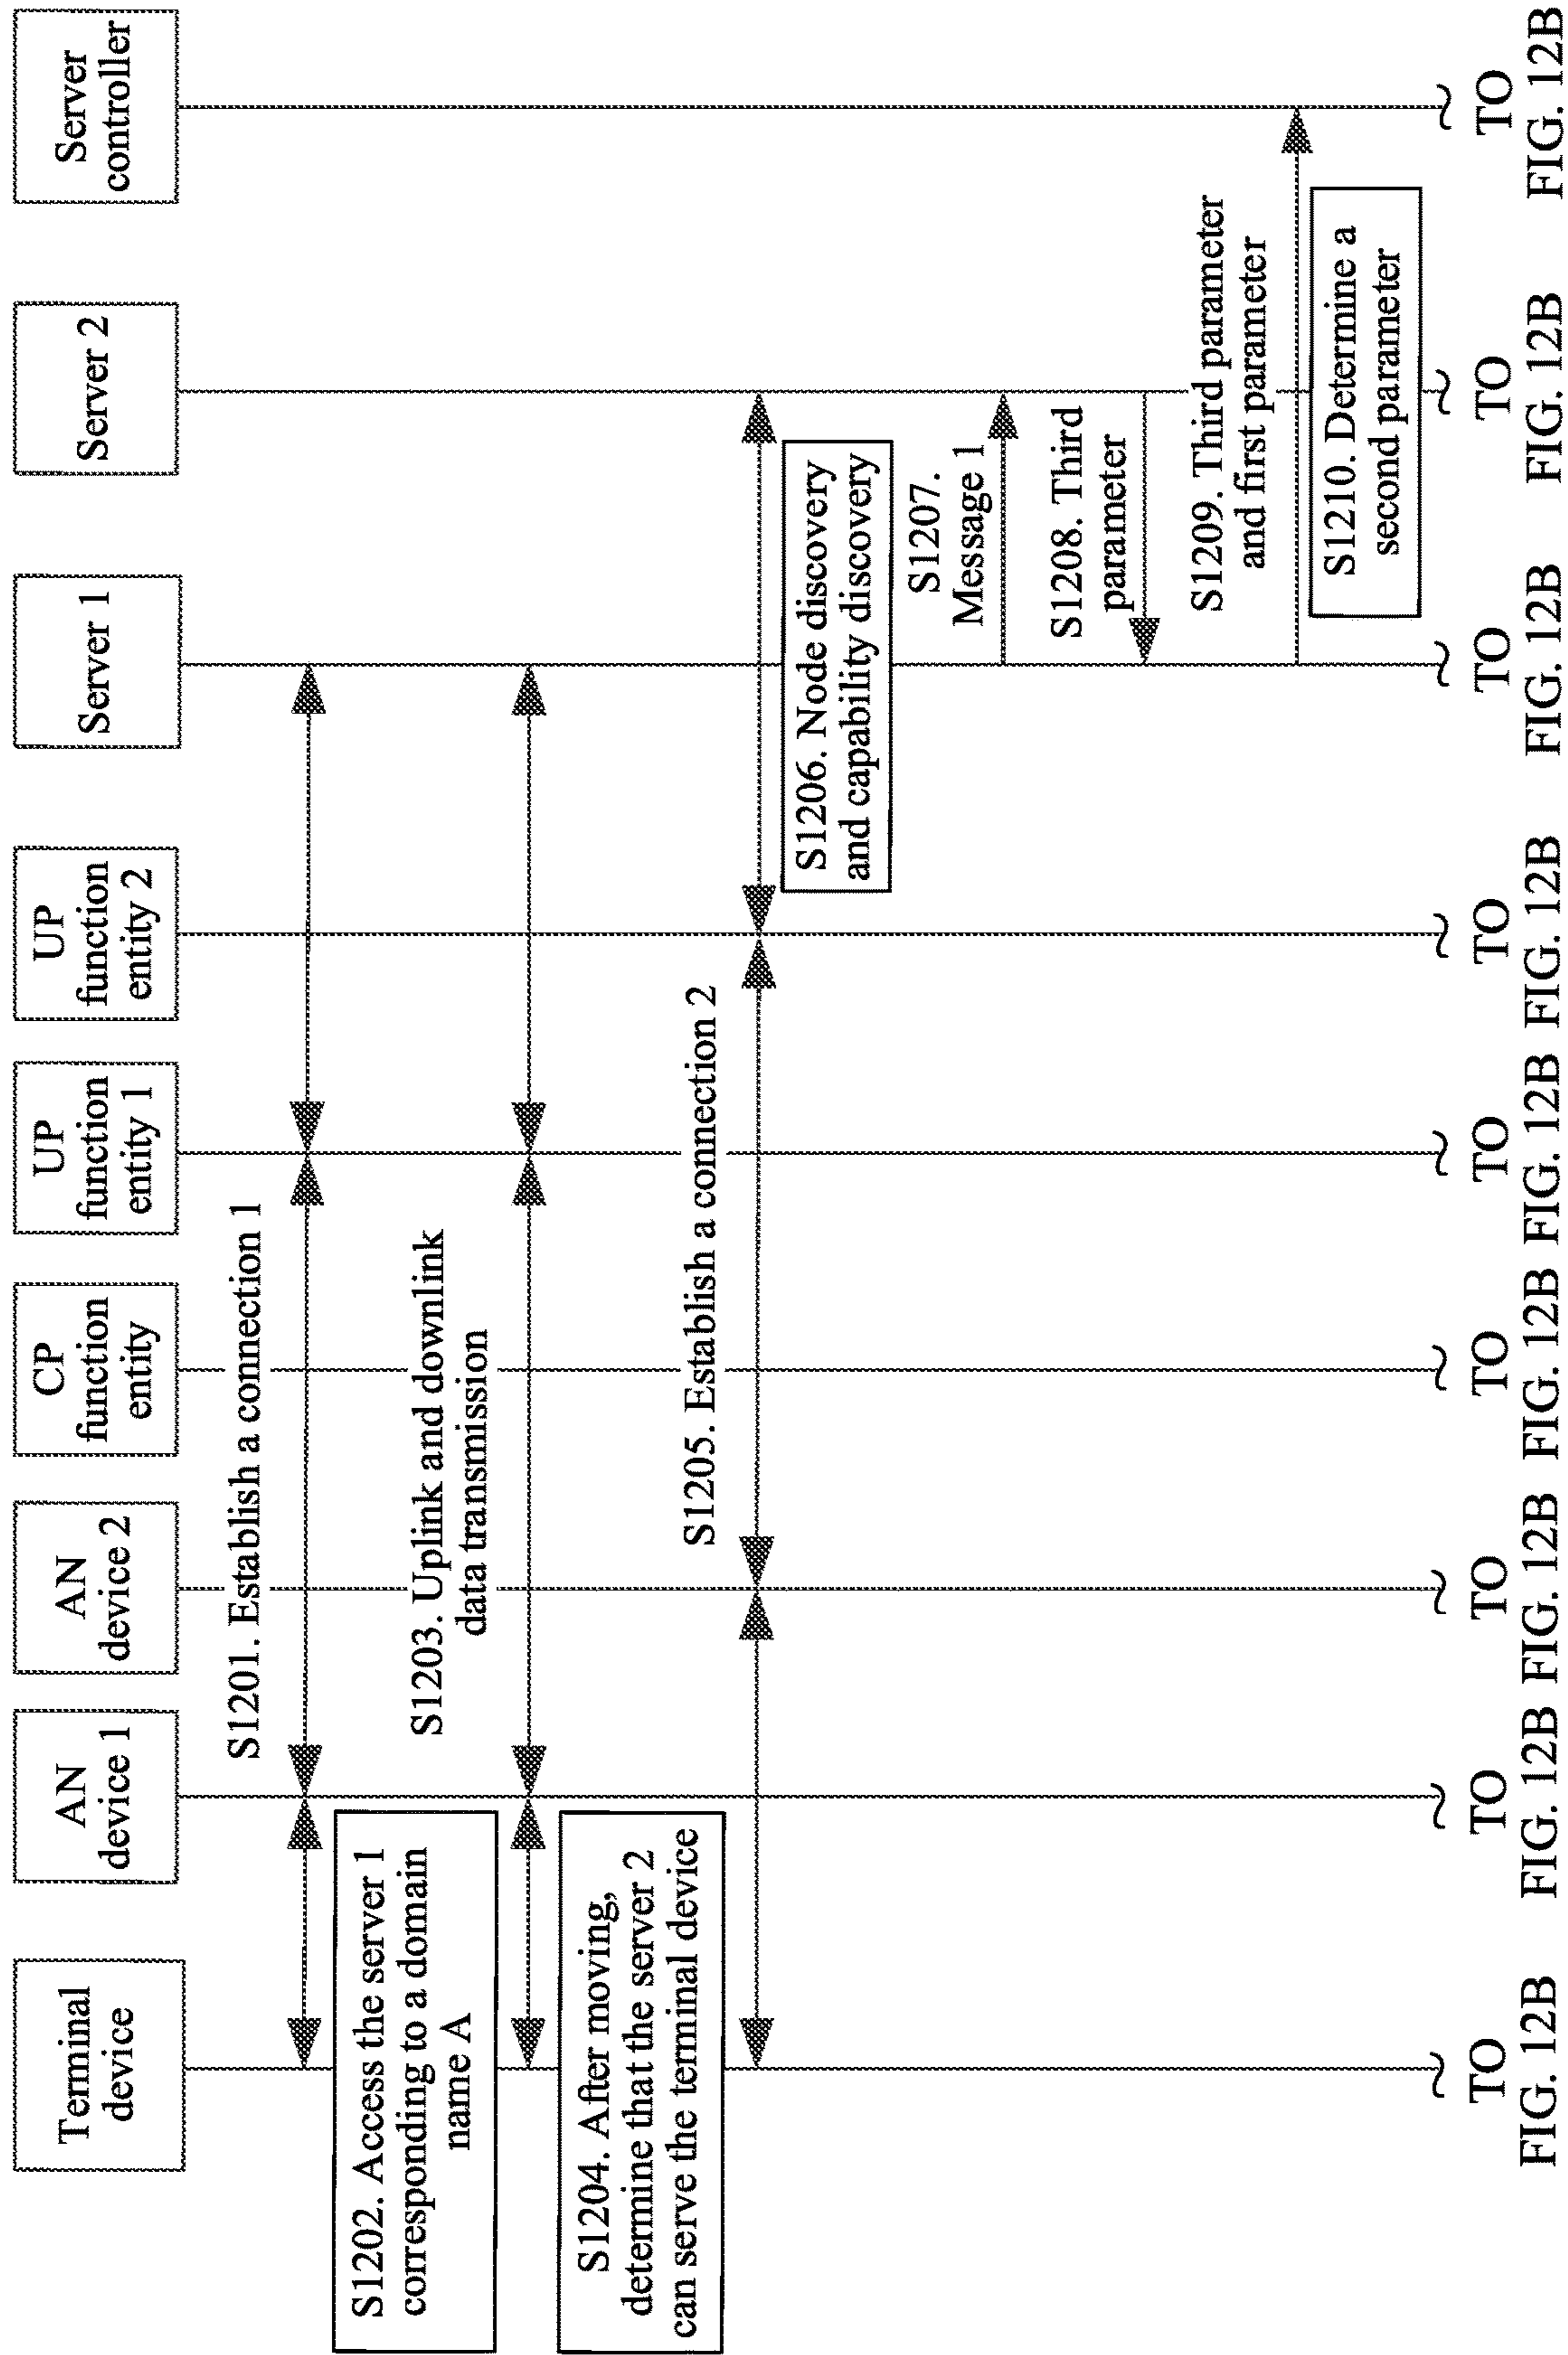 Terminal
device
AN
device 1
AN
device 2
CP
function
entity
UP
function
entity 1
UP
function
entity 2
Server 1
Server 2
Server
controller
S1201. Establish a connection 1
S1202. Access the server 1
corresponding to a domain
name A
S1203. Uplink and downlink
data transmission
S1204. After moving,
determine that the server 2
can serve the terminal device
S1205. Establish a connection 2
S1206. Node discovery
and capability discovery
S1207.
Message 1
S1208. Third
parameter
S1209. Third parameter
and first parameter
S1210. Determine a
second parameter
TO
FIG. 12B
TO
FIG. 12B
TO
FIG. 12B
TO
FIG. 12B
TO
FIG. 12B
TO
FIG. 12B
TO
FIG. 12B
TO
FIG. 12B
TO
FIG. 12B